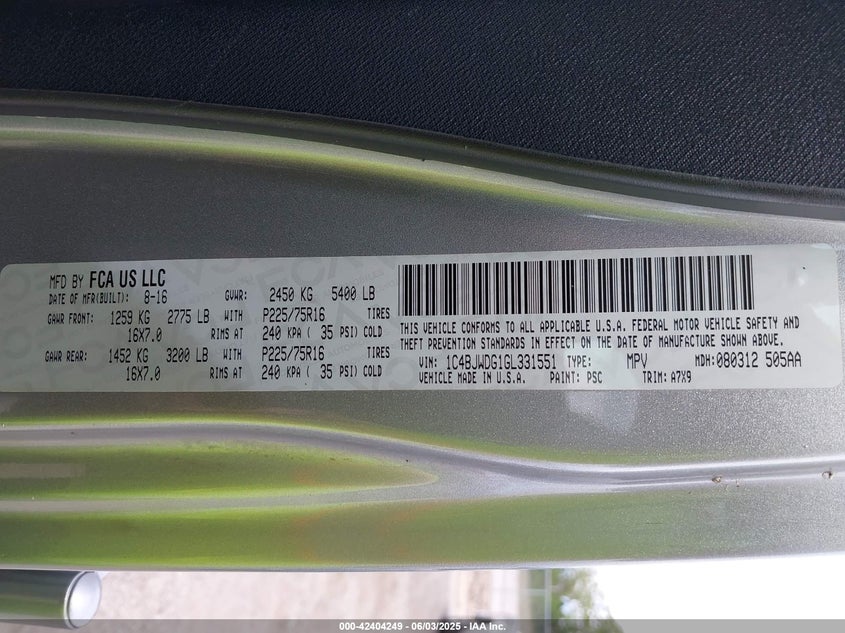 MFD BY FCA US LLC
DATE OF MFR(BUILT): 8-16 GVWR: 2450 KG 5400 LB
GAWR FRONT: 1259 KG 2775 LB WITH P225/75R16 TIRES
16X7.0 RIMS AT 240 KPA ( 35 PSI) COLD
GAWR REAR: 1452 KG 3200 LB WITH P225/75R16 TIRES
16X7.0 RIMS AT 240 KPA ( 35 PSI) COLD
THIS VEHICLE CONFORMS TO ALL APPLICABLE U.S.A. FEDERAL MOTOR VEHICLE SAFETY AND
THEFT PREVENTION STANDARDS IN EFFECT ON THE DATE OF MANUFACTURE SHOWN ABOVE.
VIN: 1C4BJWDG1GL331551 TYPE: MPV MDH: 080312 505AA
VEHICLE MADE IN U.S.A. PAINT: PSC TRIM: A7X9
000-42404249 - 06/03/2025 - IAA Inc.